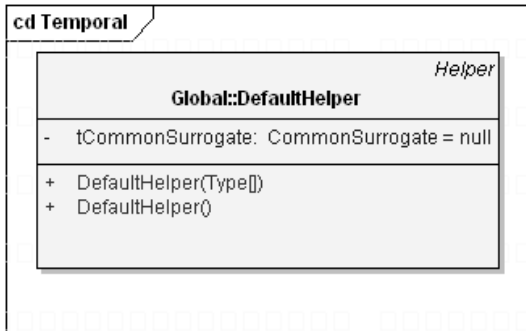 cd Temporal
Helper
Global::DefaultHelper
- tCommonSurrogate: CommonSurrogate = null
+ DefaultHelper(Type[])
+ DefaultHelper()